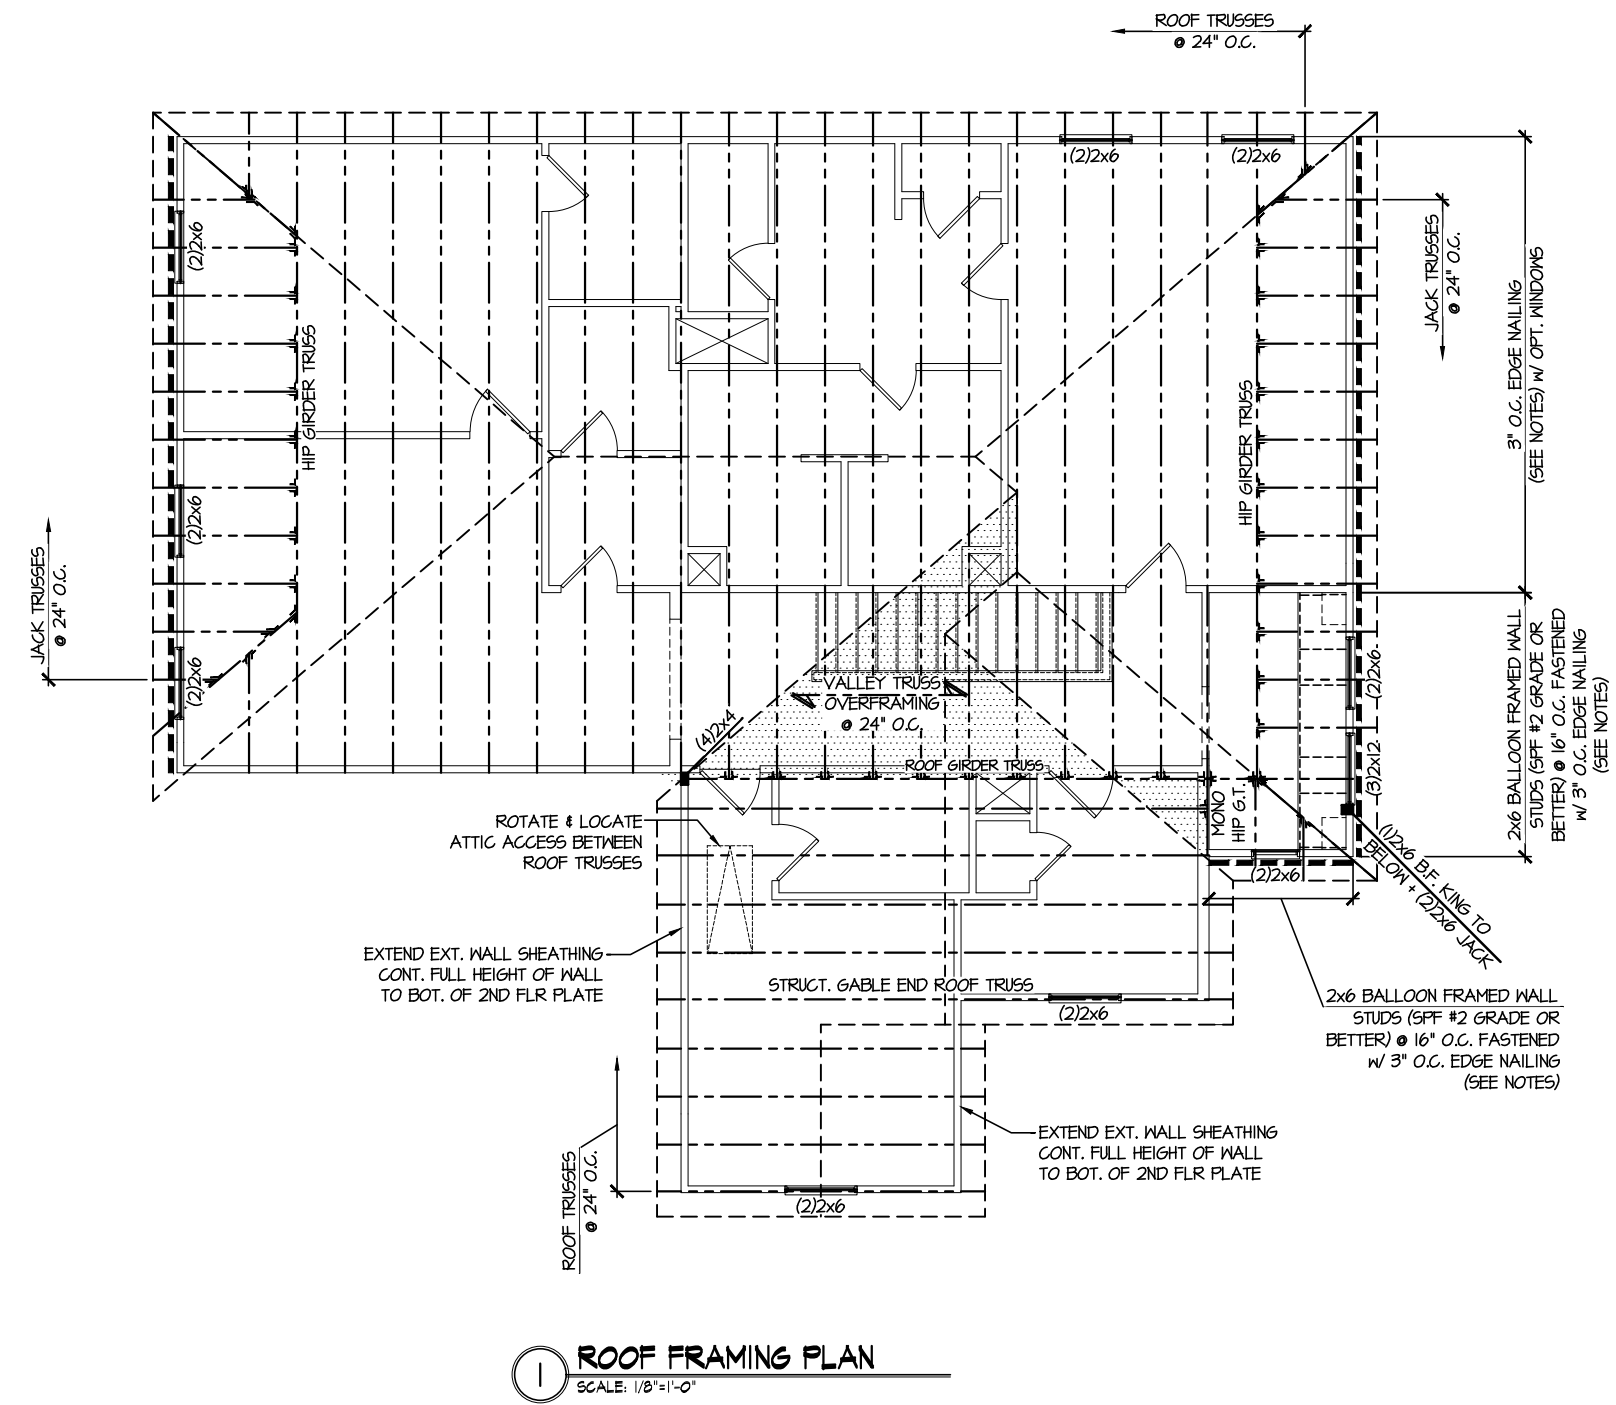 ROOF TRUSSES
@ 24" O.C.
(2)2x6
(2)2x6
(2)2x6
JACK TRUSSES
@ 24" O.C.
HIP GIRDER TRUSS
3" O.C. EDGE NAILING
(SEE NOTES) w/ OPT. WINDOWS
HIP GIRDER TRUSS
(2)2x6
JACK TRUSSES
@ 24" O.C.
(2)2x6
(2)2x6
2x6 BALLOON FRAMED WALL
STUDS (SPF #2 GRADE OR
BETTER) @ 16" O.C. FASTENED
w/ 3" O.C. EDGE NAILING
(SEE NOTES)
VALLEY TRUSS
OVERFRAMING
@ 24" O.C.
(4)2x4
ROOF GIRDER TRUSS
(3)2x12
MONO
HIP G.T.
ROTATE & LOCATE
ATTIC ACCESS BETWEEN
ROOF TRUSSES
(2)2x6
(1)2x6 B.F. KING TO
BELOW + (2)2x6 JACK
EXTEND EXT. WALL SHEATHING
CONT. FULL HEIGHT OF WALL
TO BOT. OF 2ND FLR PLATE
STRUCT. GABLE END ROOF TRUSS
(2)2x6
2x6 BALLOON FRAMED WALL
STUDS (SPF #2 GRADE OR
BETTER) @ 16" O.C. FASTENED
w/ 3" O.C. EDGE NAILING
(SEE NOTES)
EXTEND EXT. WALL SHEATHING
CONT. FULL HEIGHT OF WALL
TO BOT. OF 2ND FLR PLATE
ROOF TRUSSES
@ 24" O.C.
(2)2x6
1
ROOF FRAMING PLAN
SCALE: 1/8"=1'-0"